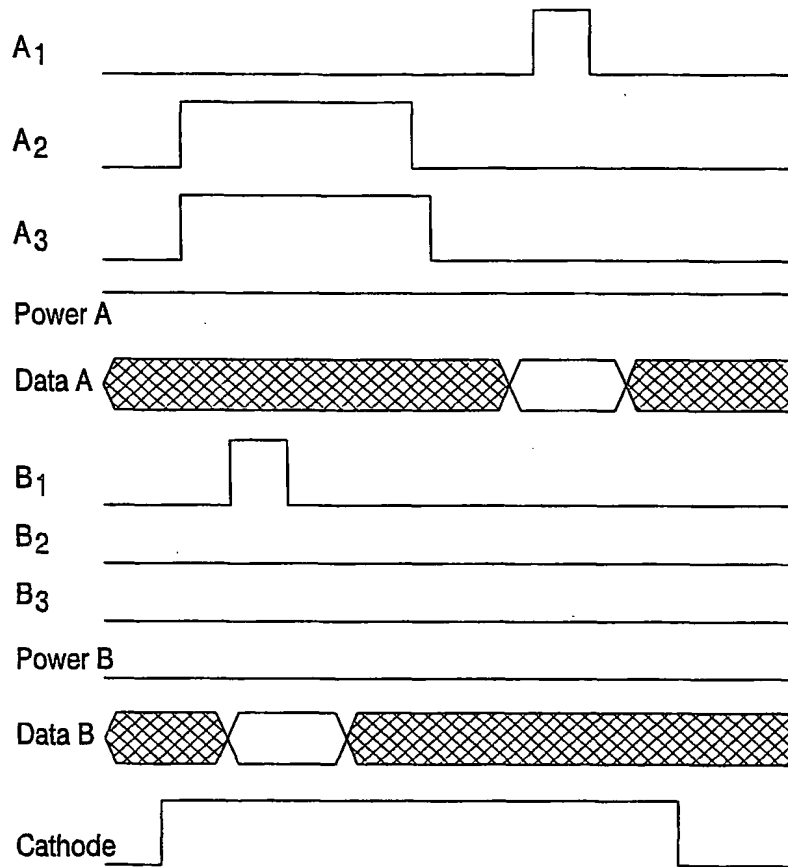 A1
A2
A3
Power A
Data A
B1
B2
B3
Power B
Data B
Cathode